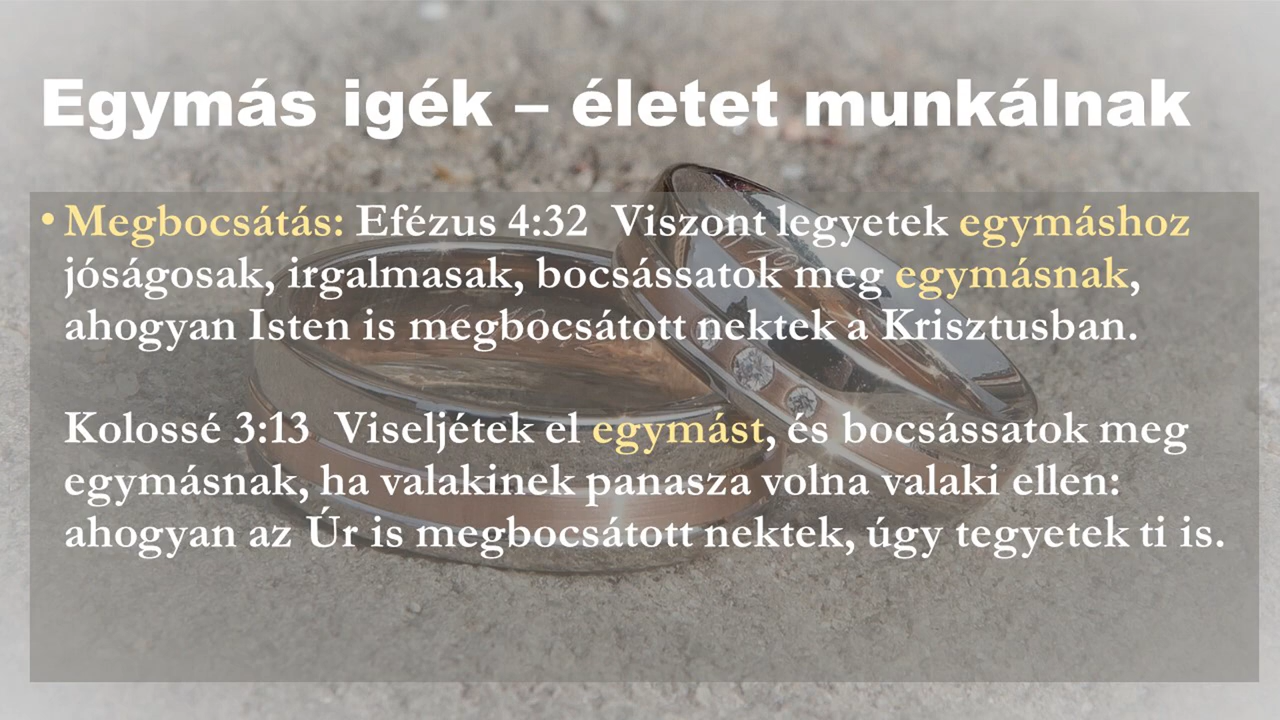 Egymás igék – életet munkálnak
• Megbocsátás: Efézus 4:32  Viszont legyetek egymáshoz
jóságosak, irgalmasak, bocsássatok meg egymásnak,
ahogyan Isten is megbocsátott nektek a Krisztusban.
Kolossé 3:13  Viseljétek el egymást, és bocsássatok meg
egymásnak, ha valakinek panasza volna valaki ellen:
ahogyan az Úr is megbocsátott nektek, úgy tegyetek ti is.